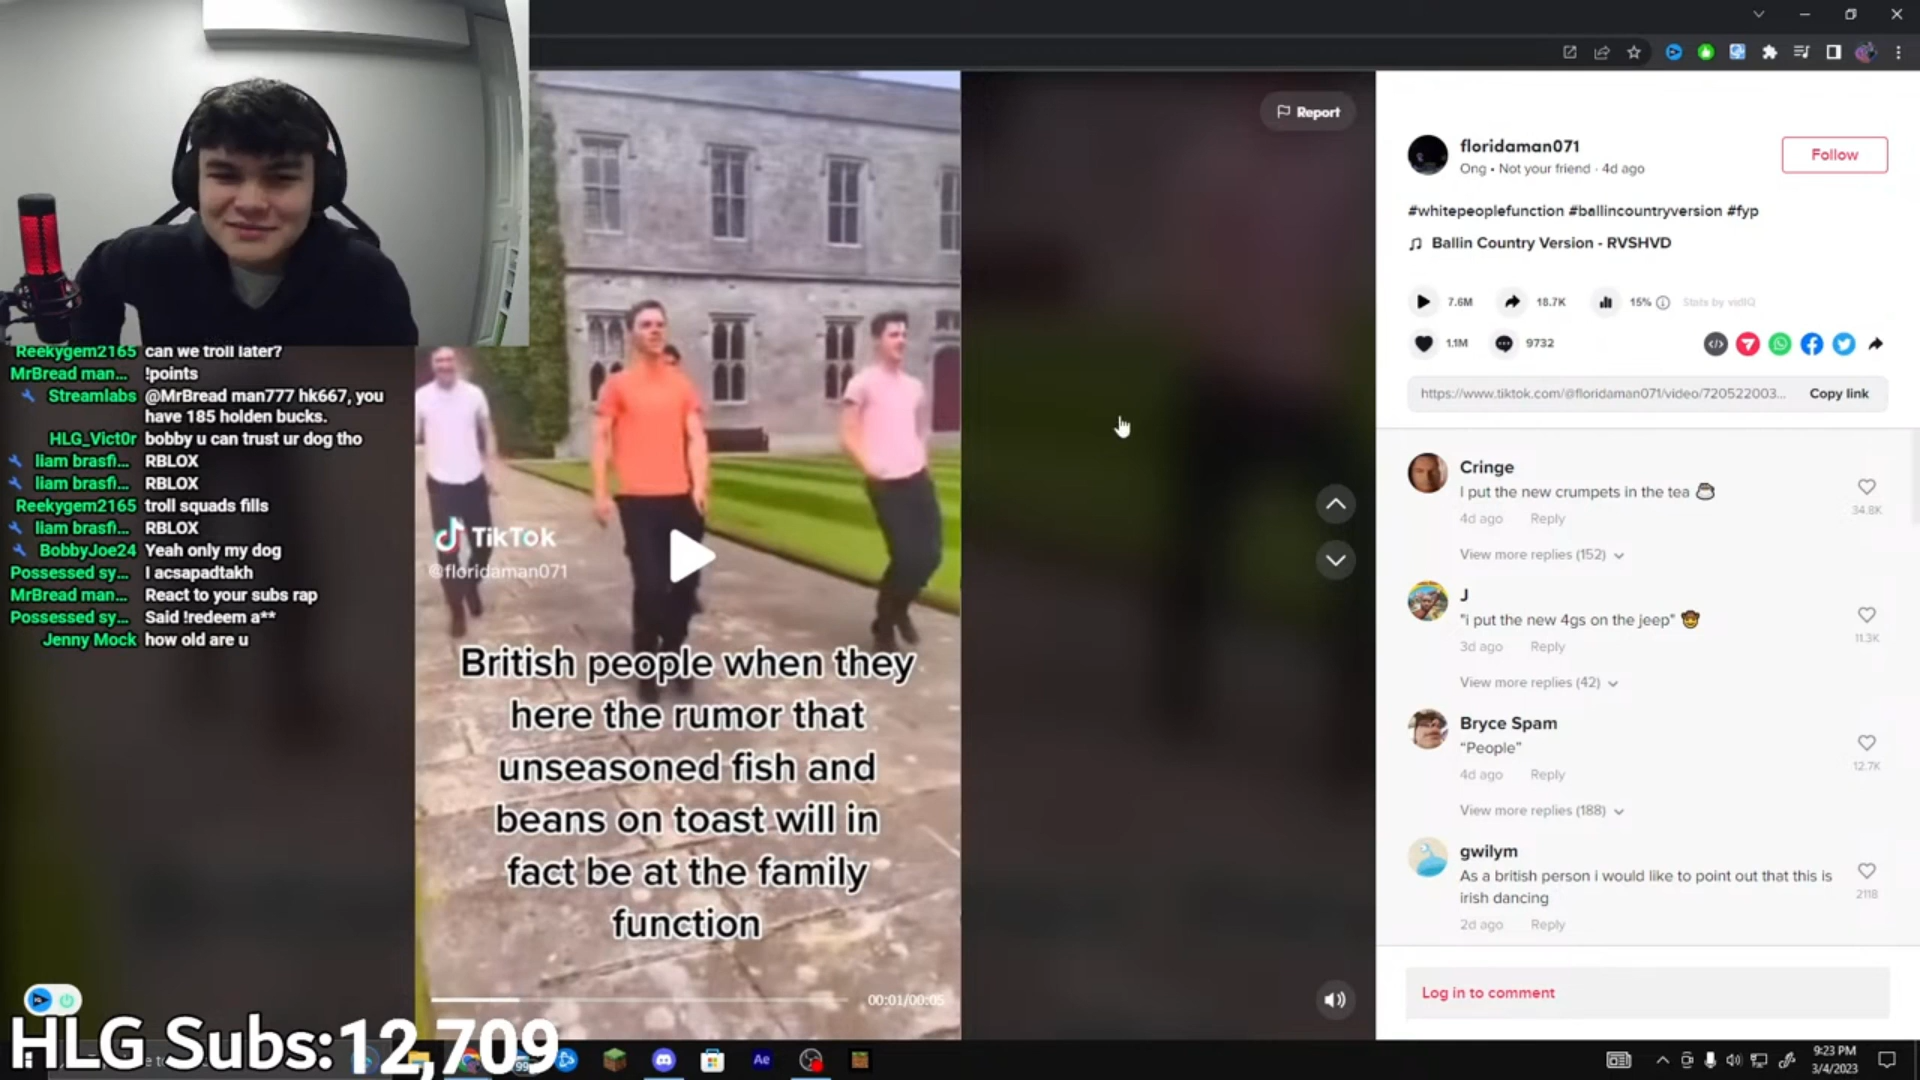 Reekygem2165 can we troll later?
MrBread man... !points
Streamlabs @MrBread man777 hk667, you
have 185 holden bucks.
HLG_Vict0r bobby u can trust ur dog tho
liam brasfi... RBLOX
liam brasfi... RBLOX
Reekygem2165 troll squads fills
liam brasfi... RBLOX
BobbyJoe24 Yeah only my dog
Possessed sy... I acsapadtakh
MrBread man... React to your subs rap
Possessed sy... Said !redeem a**
Jenny Mock how old are u
HLG Subs:12,709
TikTok
@floridaman071
British people when they
here the rumor that
unseasoned fish and
beans on toast will in
fact be at the family
function
00:01/00:05
Report
floridaman071
Ong • Not your friend · 4d ago
Follow
#whitepeoplefunction #ballincountryversion #fyp
Ballin Country Version - RVSHVD
7.6M 18.7K 15% Stats by vidIQ
1.1M 9732
https://www.tiktok.com/@floridaman071/video/720522003... Copy link
Cringe
I put the new crumpets in the tea
34.8K
4d ago Reply
View more replies (152)
J
"i put the new 4gs on the jeep"
11.3K
3d ago Reply
View more replies (42)
Bryce Spam
“People”
12.7K
4d ago Reply
View more replies (188)
gwilym
As a british person i would like to point out that this is
irish dancing
2118
2d ago Reply
Log in to comment
Ae
9:23 PM
3/4/2023